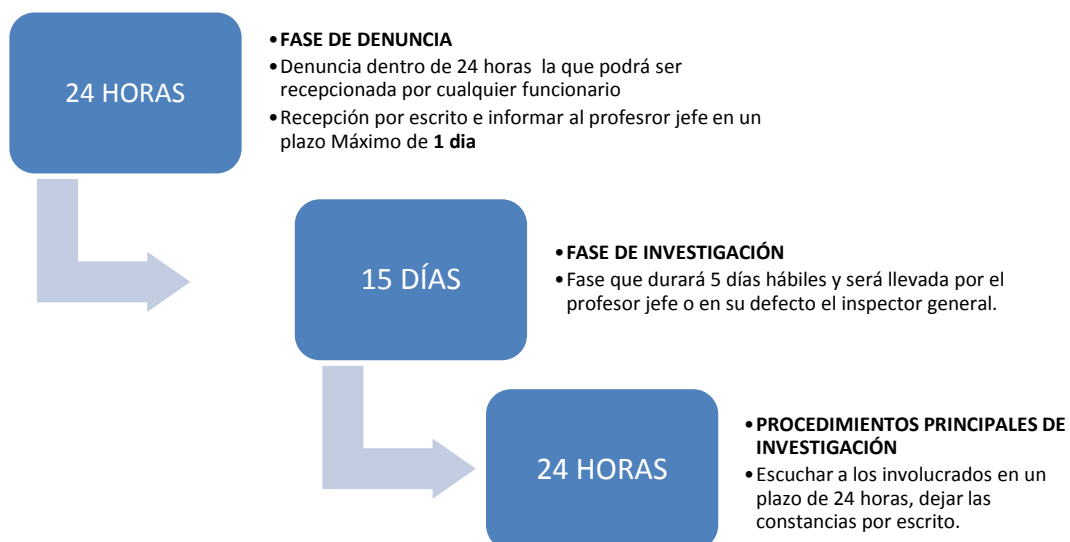 24 HORAS
•FASE DE DENUNCIA
•Denuncia dentro de 24 horas la que podrá ser
recepcionada por cualquier funcionario
•Recepción por escrito e informar al profesror jefe en un
plazo Máximo de 1 dia
15 DÍAS
•FASE DE INVESTIGACIÓN
•Fase que durará 5 días hábiles y será llevada por el
profesor jefe o en su defecto el inspector general.
24 HORAS
•PROCEDIMIENTOS PRINCIPALES DE
INVESTIGACIÓN
•Escuchar a los involucrados en un
plazo de 24 horas, dejar las
constancias por escrito.